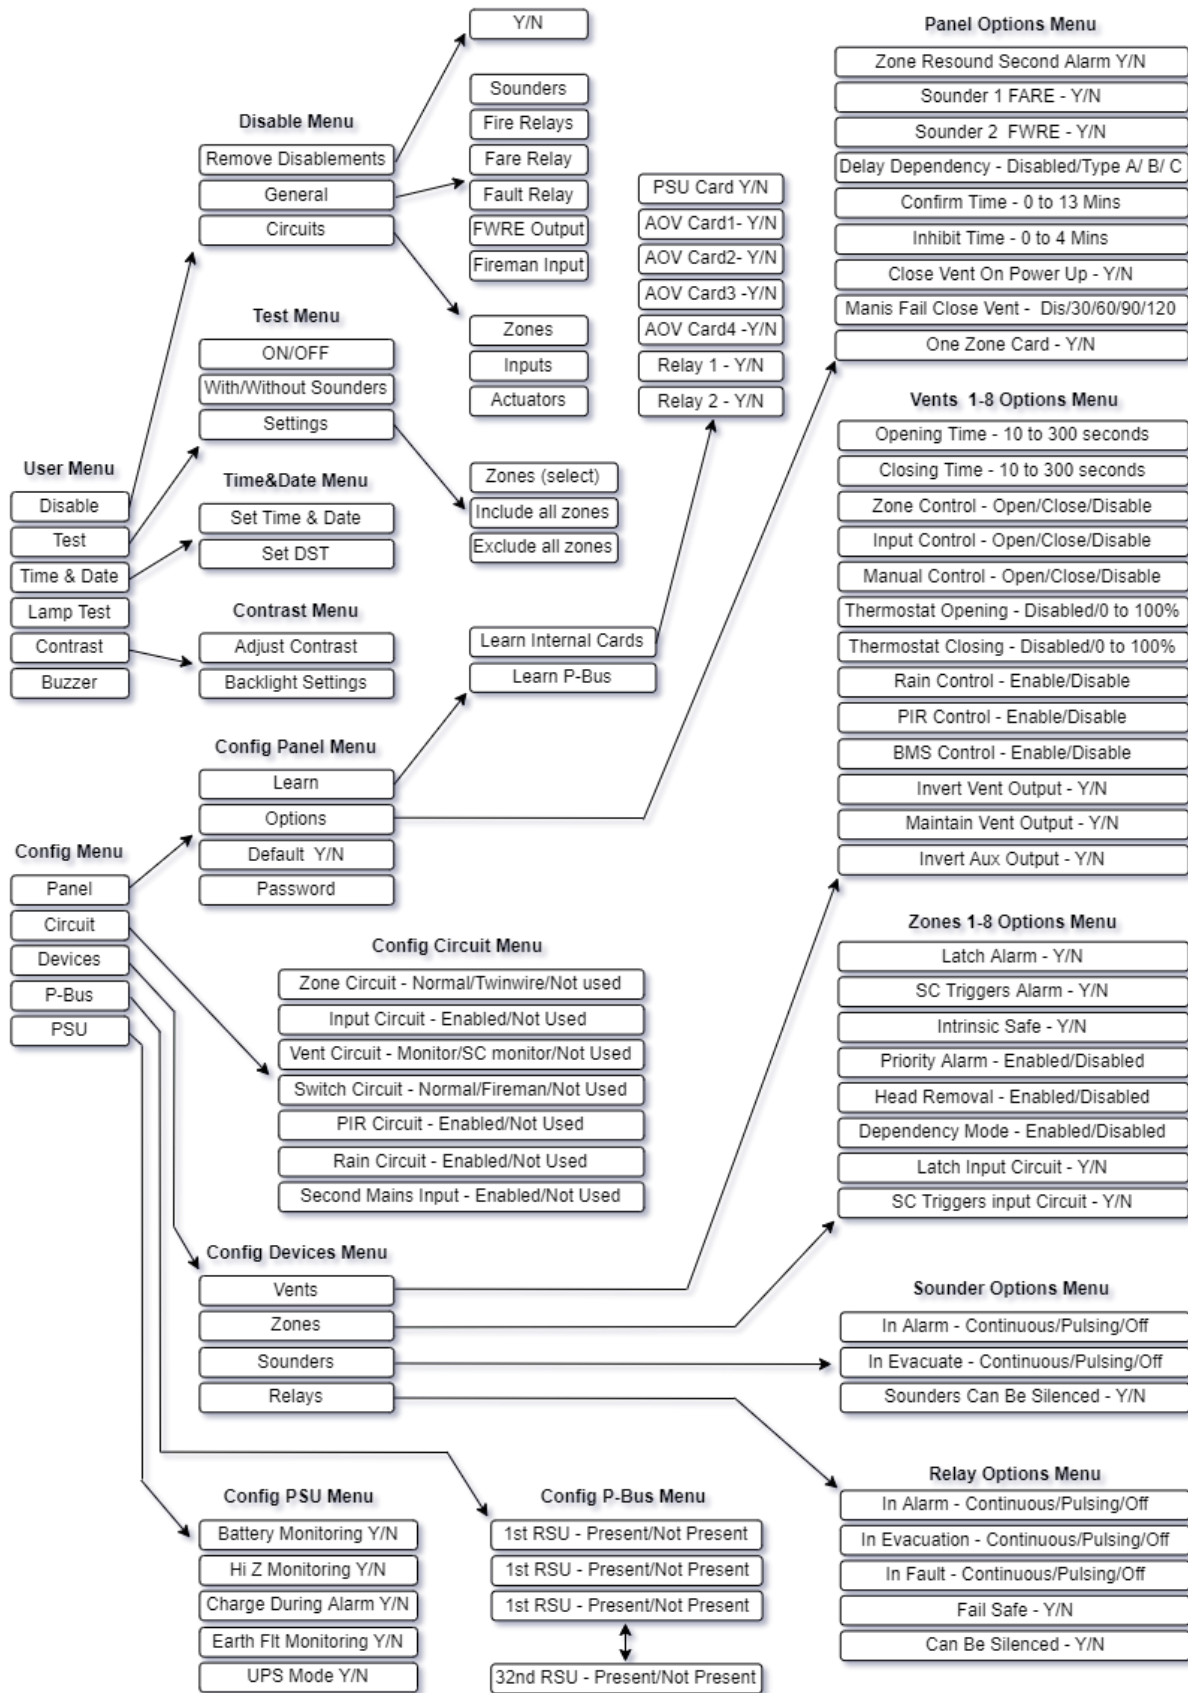 Y/N
Sounders
Fire Relays
Fare Relay
Fault Relay
FWRE Output
Fireman Input
Disable Menu
Remove Disablements
General
Circuits
Zones
Inputs
Actuators
Test Menu
ON/OFF
With/Without Sounders
Settings
Zones (select)
Include all zones
Exclude all zones
User Menu
Disable
Test
Time & Date
Lamp Test
Contrast
Buzzer
Time&Date Menu
Set Time & Date
Set DST
Contrast Menu
Adjust Contrast
Backlight Settings
PSU Card Y/N
AOV Card1- Y/N
AOV Card2- Y/N
AOV Card3 -Y/N
AOV Card4 -Y/N
Relay 1 - Y/N
Relay 2 - Y/N
Learn Internal Cards
Learn P-Bus
Config Panel Menu
Learn
Options
Default Y/N
Password
Config Menu
Panel
Circuit
Devices
P-Bus
PSU
Config Circuit Menu
Zone Circuit - Normal/Twinwire/Not used
Input Circuit - Enabled/Not Used
Vent Circuit - Monitor/SC monitor/Not Used
Switch Circuit - Normal/Fireman/Not Used
PIR Circuit - Enabled/Not Used
Rain Circuit - Enabled/Not Used
Second Mains Input - Enabled/Not Used
Config Devices Menu
Vents
Zones
Sounders
Relays
Config PSU Menu
Battery Monitoring Y/N
Hi Z Monitoring Y/N
Charge During Alarm Y/N
Earth Flt Monitoring Y/N
UPS Mode Y/N
Config P-Bus Menu
1st RSU - Present/Not Present
1st RSU - Present/Not Present
1st RSU - Present/Not Present
32nd RSU - Present/Not Present
Panel Options Menu
Zone Resound Second Alarm Y/N
Sounder 1 FARE - Y/N
Sounder 2 FWRE - Y/N
Delay Dependency - Disabled/Type A/ B/ C
Confirm Time - 0 to 13 Mins
Inhibit Time - 0 to 4 Mins
Close Vent On Power Up - Y/N
Manis Fail Close Vent - Dis/30/60/90/120
One Zone Card - Y/N
Vents 1-8 Options Menu
Opening Time - 10 to 300 seconds
Closing Time - 10 to 300 seconds
Zone Control - Open/Close/Disable
Input Control - Open/Close/Disable
Manual Control - Open/Close/Disable
Thermostat Opening - Disabled/0 to 100%
Thermostat Closing - Disabled/0 to 100%
Rain Control - Enable/Disable
PIR Control - Enable/Disable
BMS Control - Enable/Disable
Invert Vent Output - Y/N
Maintain Vent Output - Y/N
Invert Aux Output - Y/N
Zones 1-8 Options Menu
Latch Alarm - Y/N
SC Triggers Alarm - Y/N
Intrinsic Safe - Y/N
Priority Alarm - Enabled/Disabled
Head Removal - Enabled/Disabled
Dependency Mode - Enabled/Disabled
Latch Input Circuit - Y/N
SC Triggers input Circuit - Y/N
Sounder Options Menu
In Alarm - Continuous/Pulsing/Off
In Evacuate - Continuous/Pulsing/Off
Sounders Can Be Silenced - Y/N
Relay Options Menu
In Alarm - Continuous/Pulsing/Off
In Evacuation - Continuous/Pulsing/Off
In Fault - Continuous/Pulsing/Off
Fail Safe - Y/N
Can Be Silenced - Y/N